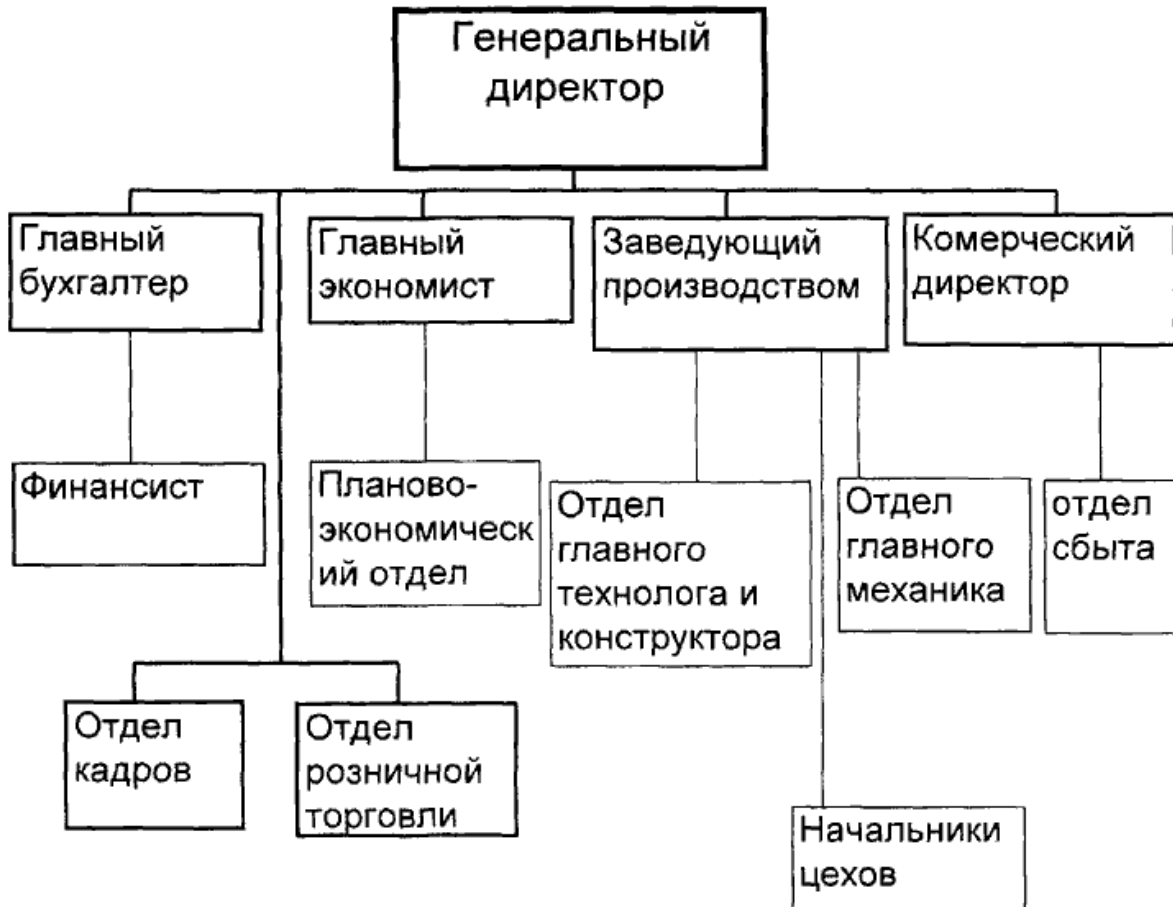 Генеральный
директор
Главный
бухгалтер
Главный
экономист
Заведующий
производством
Комерческий
директор
Финансист
Планово-
экономическ
ий отдел
Отдел
главного
технолога и
конструктора
Отдел
главного
механика
отдел
сбыта
Отдел
кадров
Отдел
розничной
торговли
Начальники
цехов